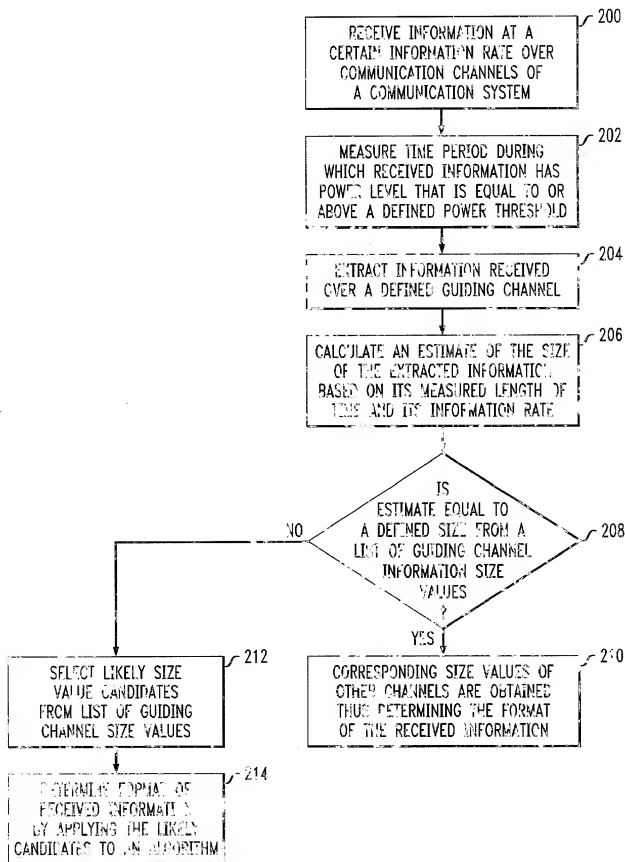 200
RECEIVE INFORMATION AT A
CERTAIN INFORMATION RATE OVER
COMMUNICATION CHANNELS OF
A COMMUNICATION SYSTEM
202
MEASURE TIME PERIOD DURING
WHICH RECEIVED INFORMATION HAS
POWER LEVEL THAT IS EQUAL TO OR
ABOVE A DEFINED POWER THRESHOLD
204
EXTRACT INFORMATION RECEIVED
OVER A DEFINED GUIDING CHANNEL
206
CALCULATE AN ESTIMATE OF THE SIZE
OF THE EXTRACTED INFORMATION
BASED ON ITS MEASURED LENGTH OF
TIME AND ITS INFORMATION RATE
208
IS
ESTIMATE EQUAL TO
A DEFINED SIZE FROM A
LIST OF GUIDING CHANNEL
INFORMATION SIZE
VALUES
?
NO
YES
212
SELECT LIKELY SIZE
VALUE CANDIDATES
FROM LIST OF GUIDING
CHANNEL SIZE VALUES
210
CORRESPONDING SIZE VALUES OF
OTHER CHANNELS ARE OBTAINED
THUS DETERMINING THE FORMAT
OF THE RECEIVED INFORMATION
214
DETERMINE FORMAT OF
RECEIVED INFORMATION
BY APPLYING THE LIKELY
CANDIDATES TO AN ALGORITHM